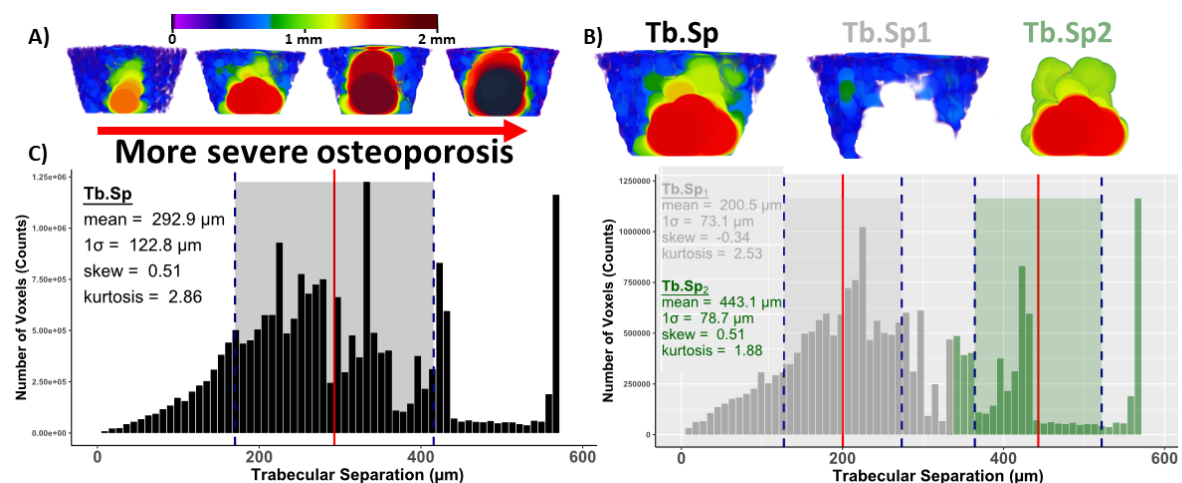 A)
0 1 mm 2 mm
More severe osteoporosis
B)
Tb.Sp Tb.Sp1 Tb.Sp2
C)
Tb.Sp
mean = 292.9 µm
1σ = 122.8 µm
skew = 0.51
kurtosis = 2.86
Number of Voxels (Counts)
1.25e+06
1.00e+06
7.50e+05
5.00e+05
2.50e+05
0.00e+00
0 200 400 600
Trabecular Separation (µm)
Tb.Sp1
mean = 200.5 µm
1σ = 73.1 µm
skew = -0.34
kurtosis = 2.53
Tb.Sp2
mean = 443.1 µm
1σ = 78.7 µm
skew = 0.51
kurtosis = 1.88
Number of Voxels (Counts)
1250000
1000000
750000
500000
250000
0
0 200 400 600
Trabecular Separation (µm)